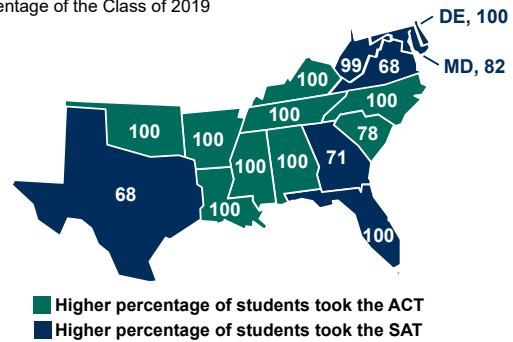 entage of the Class of 2019
DE, 100
99
68
MD, 82
100
100
100
100
100
78
100
100
71
68
100
100
Higher percentage of students took the ACT
Higher percentage of students took the SAT